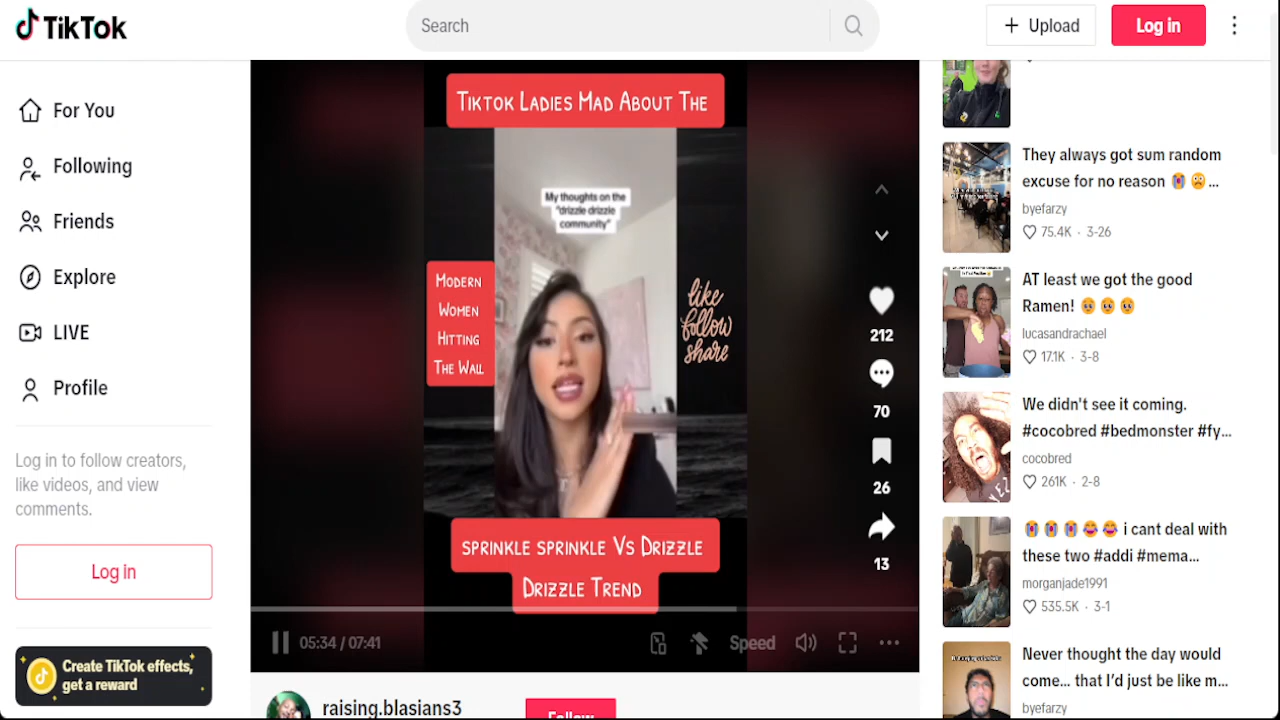 TikTok
Search
+ Upload
Log in
For You
Following
Friends
Explore
LIVE
Profile
Log in to follow creators,
like videos, and view
comments.
Log in
Create TikTok effects,
get a reward
Tiktok Ladies Mad About The
My thoughts on the
"drizzle drizzle
community"
Modern
Women
Hitting
The Wall
like
follow
share
sprinkle sprinkle Vs Drizzle
Drizzle Trend
212
70
26
13
05:34 / 07:41
Speed
raising.blasians3
Follow
They always got sum random
excuse for no reason 😭 😢 ...
byefarzy
75.4K · 3-26
AT least we got the good
Ramen! 🥺 🥺 🥺
lucasandrachael
17.1K · 3-8
We didn't see it coming.
#cocobred #bedmonster #fy...
cocobred
261K · 2-8
😭 😭 😭 😂 😂 i cant deal with
these two #addi #mema...
morganjade1991
535.5K · 3-1
Never thought the day would
come... that I'd just be like m...
byefarzy